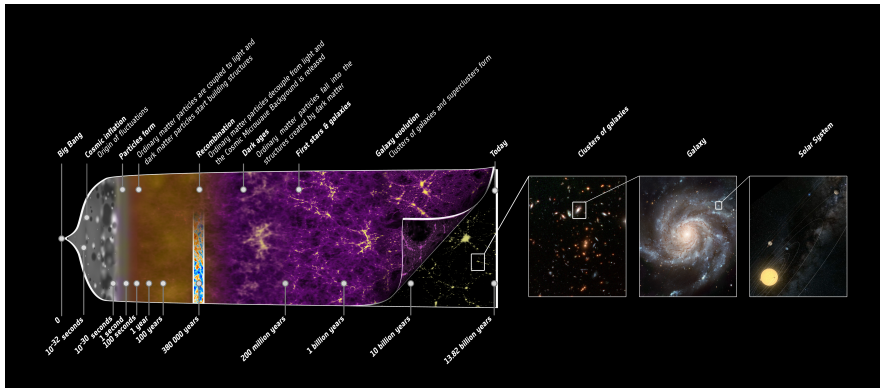 Big Bang
Cosmic inflation
Origin of fluctuations
Particles form
Ordinary matter particles are coupled to light and
dark matter particles start building structures
Recombination
Ordinary matter particles decouple from light and
the Cosmic Microwave Background is released
Dark ages
Ordinary matter particles fall into the
structures created by dark matter
First stars & galaxies
Galaxy evolution
Clusters of galaxies and superclusters form
Today
Clusters of galaxies
Galaxy
Solar System
0
10⁻³² seconds
10⁻³⁰ seconds
1 second
100 seconds
1 year
100 years
380 000 years
200 million years
1 billion years
10 billion years
13.82 billion years